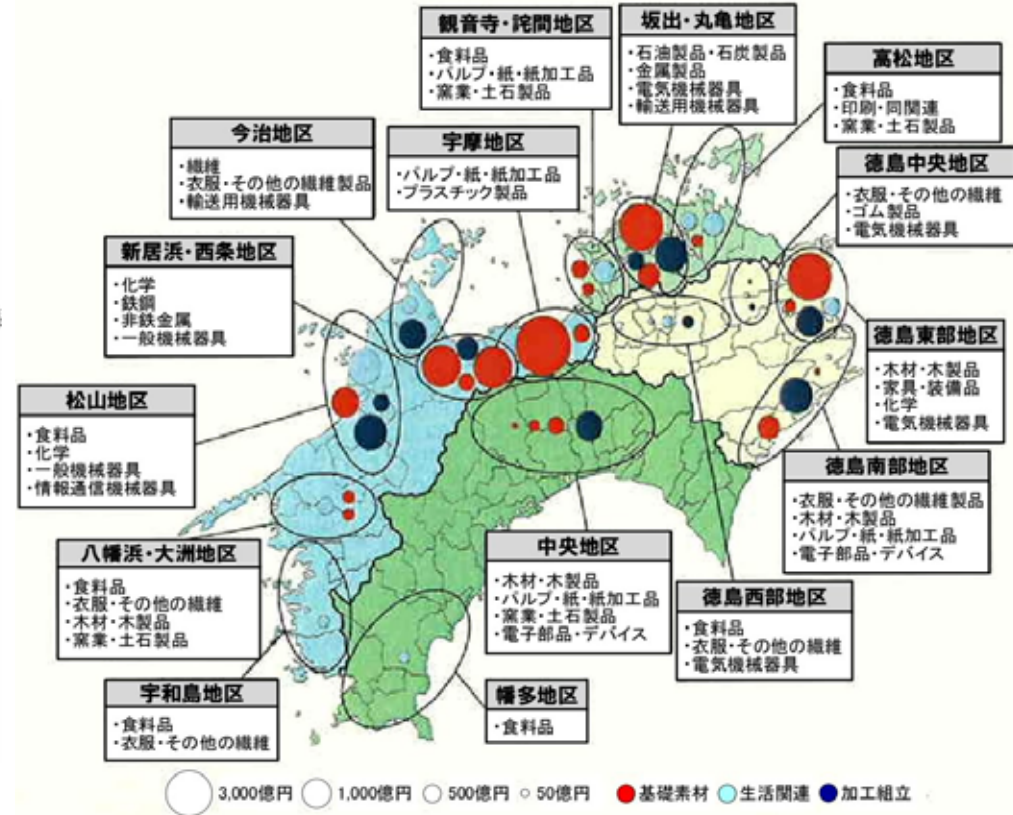 観音寺・詫間地区
・食料品
・パルプ・紙・紙加工品
・窯業・土石製品
坂出・丸亀地区
・石油製品・石炭製品
・金属製品
・電気機械器具
・輸送用機械器具
高松地区
・食料品
・印刷・同関連
・窯業・土石製品
今治地区
・繊維
・衣服・その他の繊維製品
・輸送用機械器具
宇摩地区
・パルプ・紙・紙加工品
・プラスチック製品
徳島中央地区
・衣服・その他の繊維
・ゴム製品
・電気機械器具
新居浜・西条地区
・化学
・鉄鋼
・非鉄金属
・一般機械器具
徳島東部地区
・木材・木製品
・家具・装備品
・化学
・電気機械器具
松山地区
・食料品
・化学
・一般機械器具
・情報通信機械器具
徳島南部地区
・衣服・その他の繊維製品
・木材・木製品
・パルプ・紙・紙加工品
・電子部品・デバイス
八幡浜・大洲地区
・食料品
・衣服・その他の繊維
・木材・木製品
・窯業・土石製品
中央地区
・木材・木製品
・パルプ・紙・紙加工品
・窯業・土石製品
・電子部品・デバイス
徳島西部地区
・食料品
・衣服・その他の繊維
・電気機械器具
宇和島地区
・食料品
・衣服・その他の繊維
幡多地区
・食料品
3,000億円 1,000億円 500億円 50億円 基礎素材 生活関連 加工組立